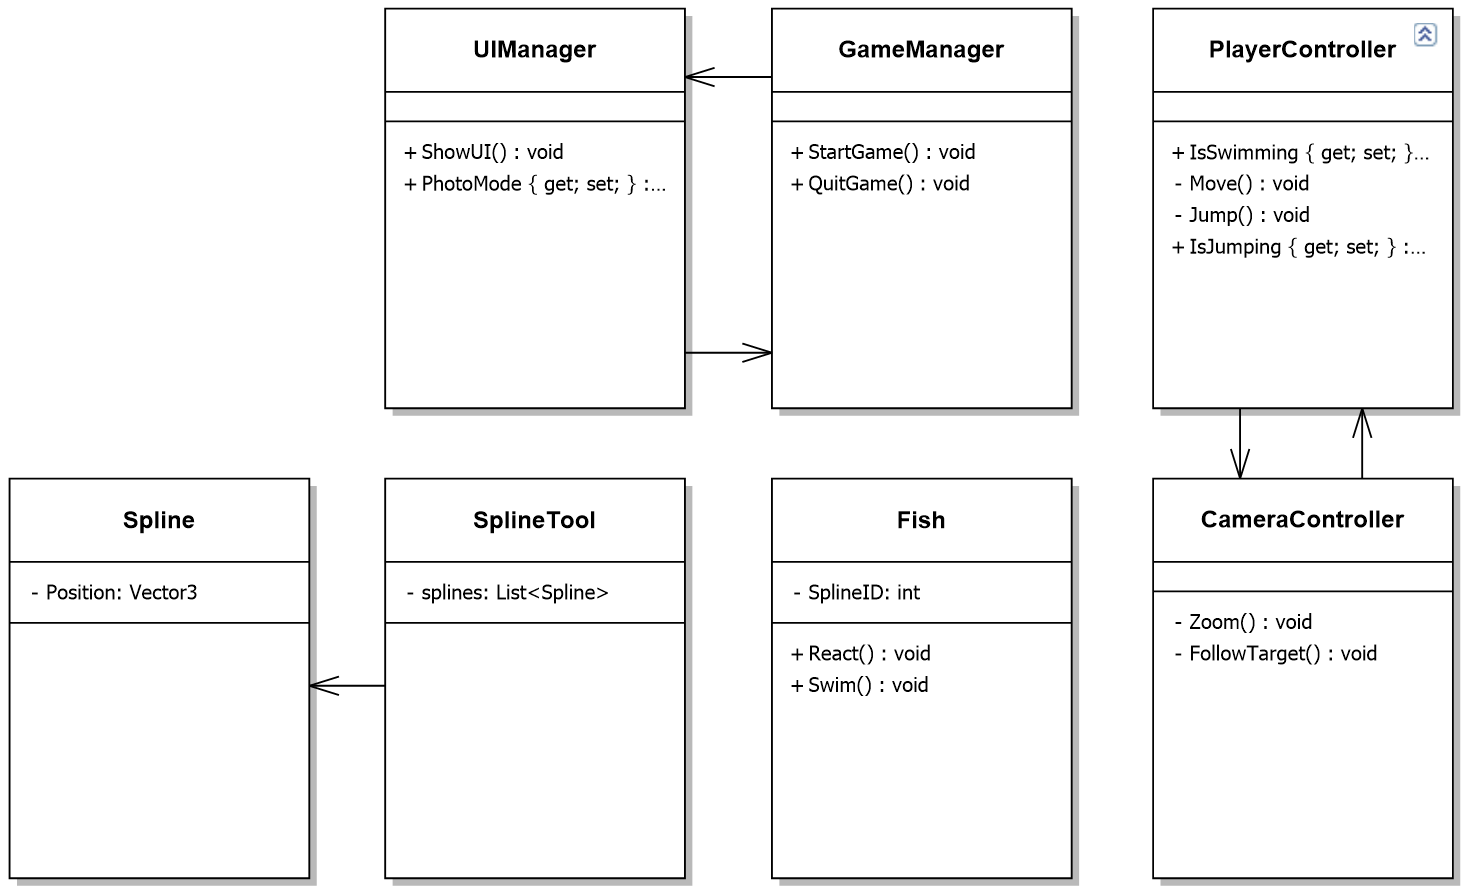 UIManager
+ ShowUI() : void
+ PhotoMode { get; set; } :...
GameManager
+ StartGame() : void
+ QuitGame() : void
PlayerController
+ IsSwimming { get; set; }...
- Move() : void
- Jump() : void
+ IsJumping { get; set; } :...
Spline
- Position: Vector3
SplineTool
- splines: List<Spline>
Fish
- SplineID: int
+ React() : void
+ Swim() : void
CameraController
- Zoom() : void
- FollowTarget() : void